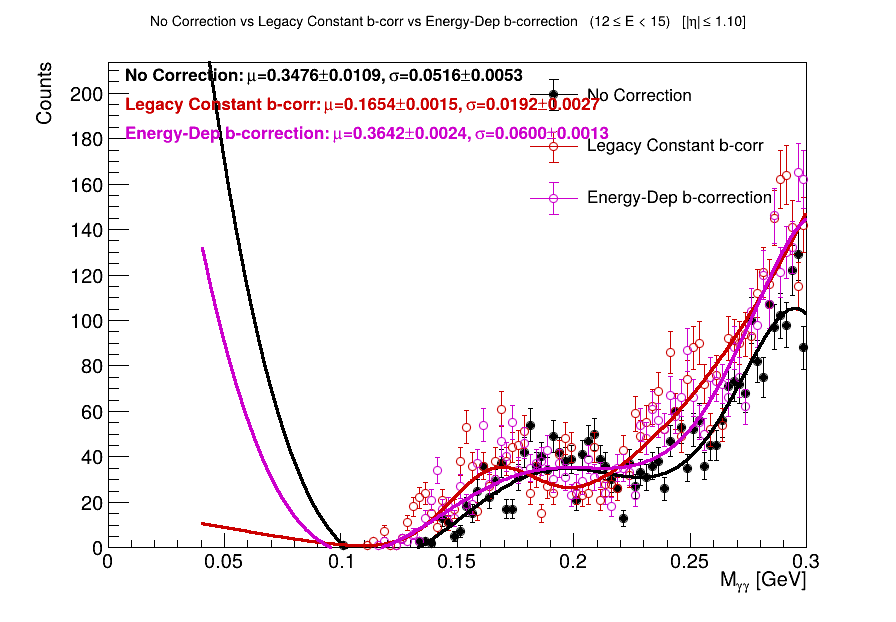 No Correction vs Legacy Constant b-corr vs Energy-Dep b-correction (12 ≤ E < 15) [|η| ≤ 1.10]
Counts
No Correction: μ=0.3476±0.0109, σ=0.0516±0.0053
Legacy Constant b-corr: μ=0.1654±0.0015, σ=0.0192±0.0027
Energy-Dep b-correction: μ=0.3642±0.0024, σ=0.0600±0.0013
No Correction
Legacy Constant b-corr
Energy-Dep b-correction
200
180
160
140
120
100
80
60
40
20
0
0 0.05 0.1 0.15 0.2 0.25 0.3
Mγγ [GeV]